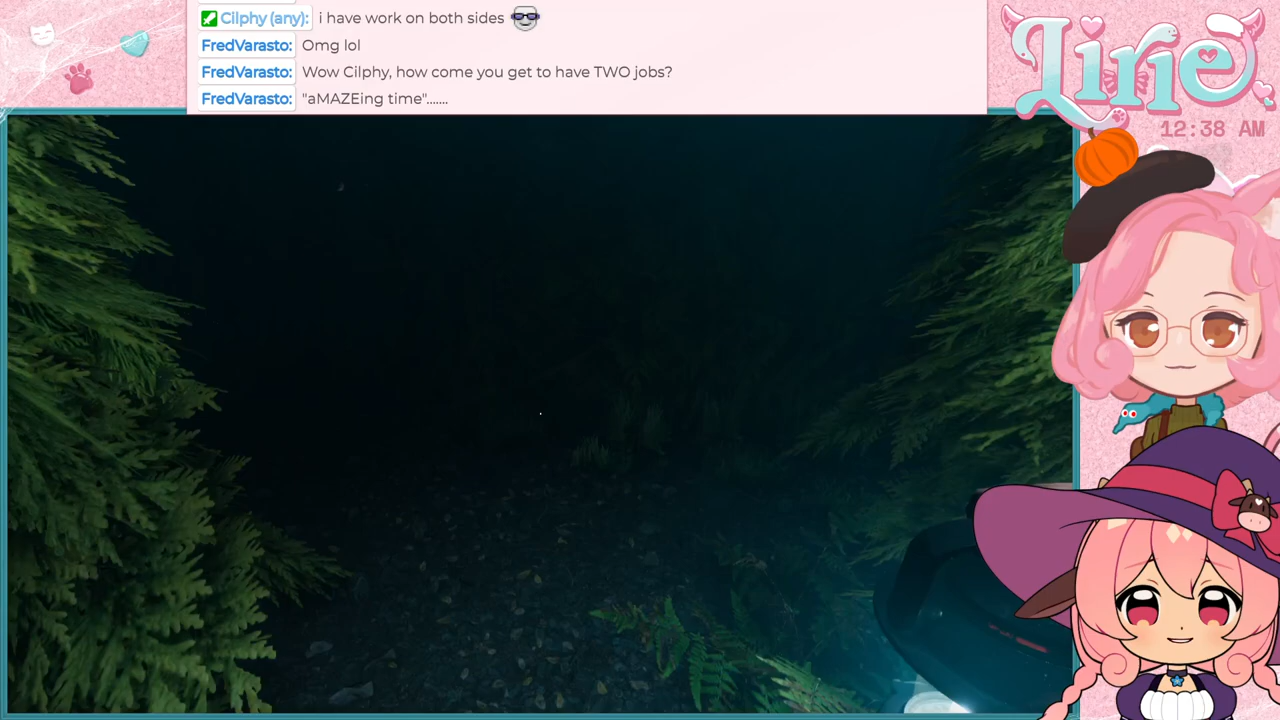 Cilphy (any): i have work on both sides
FredVarasto: Omg lol
FredVarasto: Wow Cilphy, how come you get to have TWO jobs?
FredVarasto: "aMAZEing time".......
Lirie
12:38 AM